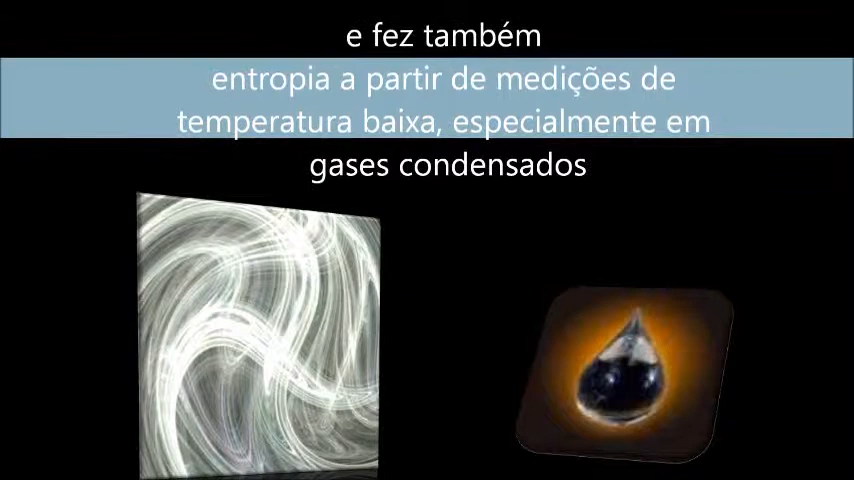 e fez também
entropia a partir de medições de
temperatura baixa, especialmente em
gases condensados